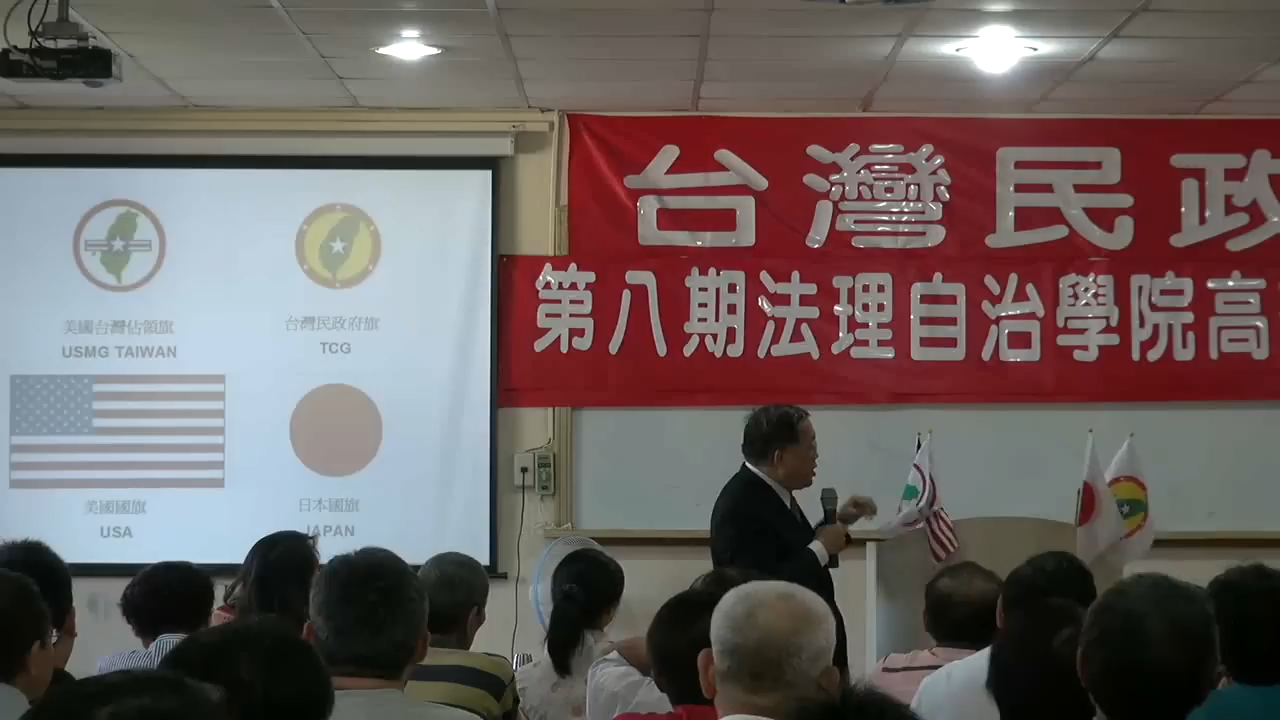 台灣民政
第八期法理自治學院高
美國台灣佔領旗
USMG TAIWAN
台灣民政府旗
TCG
美國國旗
USA
日本國旗
JAPAN